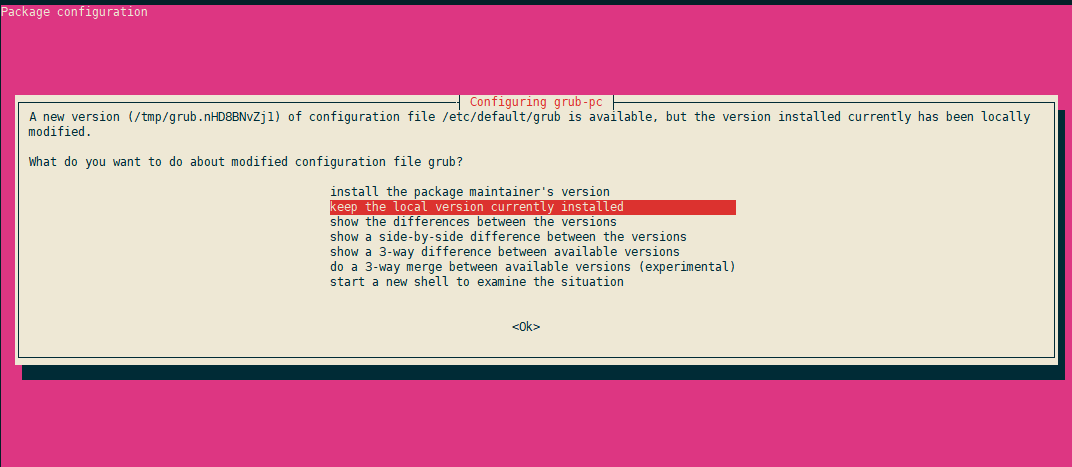 Package configuration
Configuring grub-pc
A new version (/tmp/grub.nHD8BNvZj1) of configuration file /etc/default/grub is available, but the version installed currently has been locally
modified.
What do you want to do about modified configuration file grub?
install the package maintainer's version
keep the local version currently installed
show the differences between the versions
show a side-by-side difference between the versions
show a 3-way difference between available versions
do a 3-way merge between available versions (experimental)
start a new shell to examine the situation
<Ok>